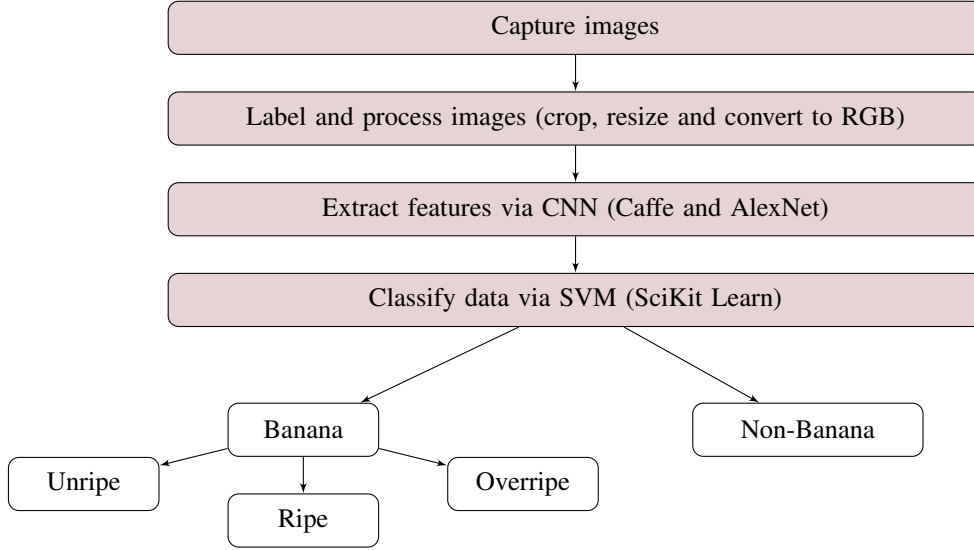 Capture images
Label and process images (crop, resize and convert to RGB)
Extract features via CNN (Caffe and AlexNet)
Classify data via SVM (SciKit Learn)
Banana
Non-Banana
Unripe
Overripe
Ripe